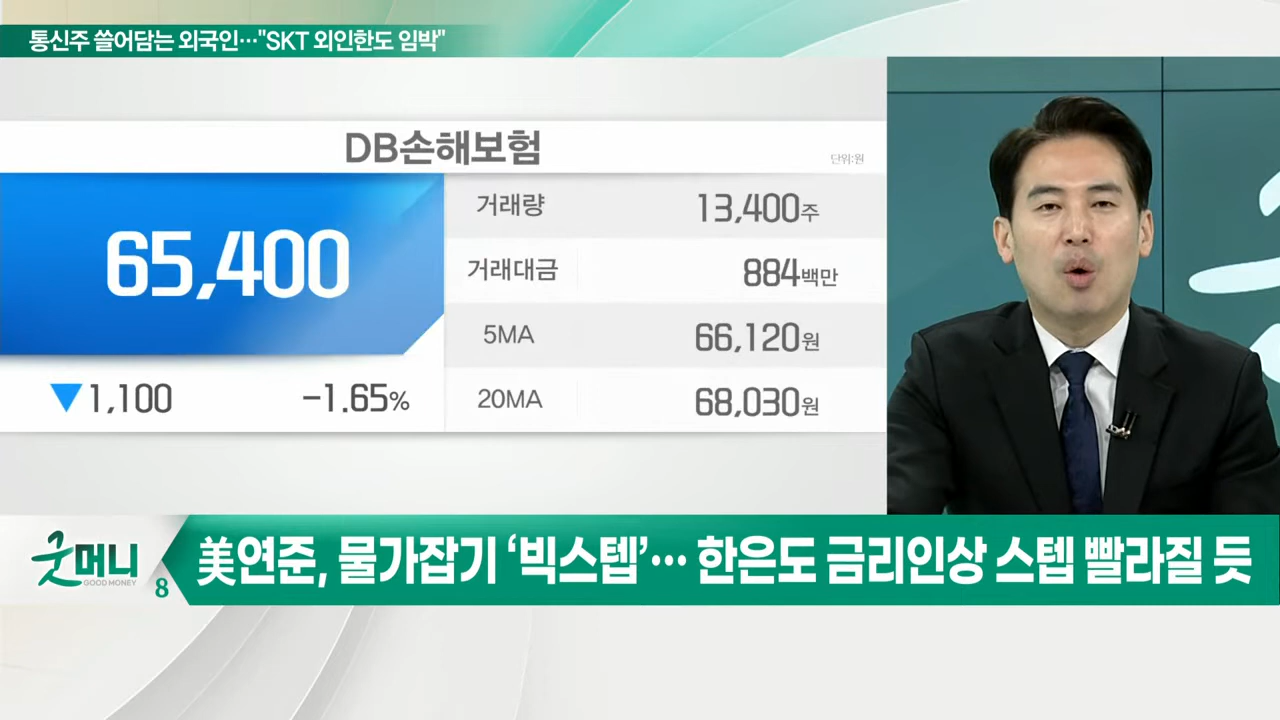 통신주 쓸어담는 외국인…"SKT 외인한도 임박"
DB손해보험
단위:원
65,400
▼1,100 -1.65%
거래량 13,400주
거래대금 884백만
5MA 66,120원
20MA 68,030원
굿머니
GOOD MONEY
8
美연준, 물가잡기 ‘빅스텝’… 한은도 금리인상 스텝 빨라질 듯